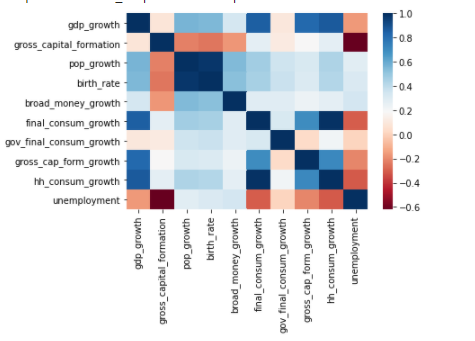 gdp_growth
gross_capital_formation
pop_growth
birth_rate
broad_money_growth
final_consum_growth
gov_final_consum_growth
gross_cap_form_growth
hh_consum_growth
unemployment
gdp_growth
gross_capital_formation
pop_growth
birth_rate
broad_money_growth
final_consum_growth
gov_final_consum_growth
gross_cap_form_growth
hh_consum_growth
unemployment
1.0
0.8
0.6
0.4
0.2
0.0
−0.2
−0.4
−0.6